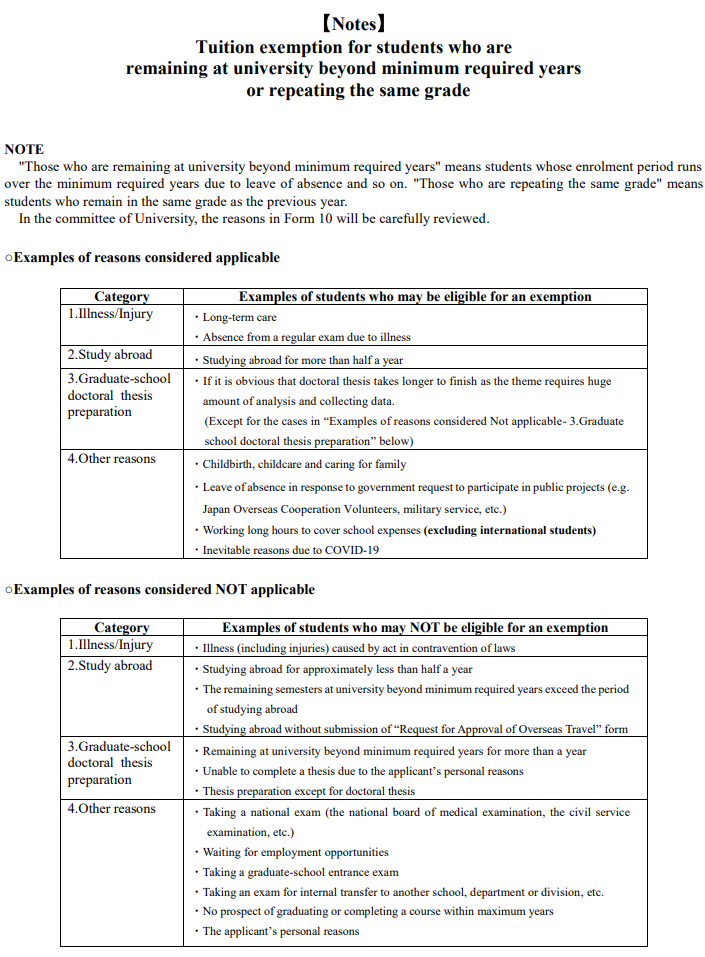 【Notes】
Tuition exemption for students who are
remaining at university beyond minimum required years
or repeating the same grade
NOTE
"Those who are remaining at university beyond minimum required years" means students whose enrolment period runs
over the minimum required years due to leave of absence and so on. "Those who are repeating the same grade" means
students who remain in the same grade as the previous year.
In the committee of University, the reasons in Form 10 will be carefully reviewed.
○Examples of reasons considered applicable
Category Examples of students who may be eligible for an exemption
1.Illness/Injury
・Long-term care
・Absence from a regular exam due to illness
2.Study abroad
・Studying abroad for more than half a year
3.Graduate-school
doctoral thesis
preparation
・If it is obvious that doctoral thesis takes longer to finish as the theme requires huge
amount of analysis and collecting data.
(Except for the cases in “Examples of reasons considered Not applicable- 3.Graduate
school doctoral thesis preparation” below)
4.Other reasons
・Childbirth, childcare and caring for family
・Leave of absence in response to government request to participate in public projects (e.g.
Japan Overseas Cooperation Volunteers, military service, etc.)
・Working long hours to cover school expenses (excluding international students)
・Inevitable reasons due to COVID-19
○Examples of reasons considered NOT applicable
Category Examples of students who may NOT be eligible for an exemption
1.Illness/Injury
・Illness (including injuries) caused by act in contravention of laws
2.Study abroad
・Studying abroad for approximately less than half a year
・The remaining semesters at university beyond minimum required years exceed the period
of studying abroad
・Studying abroad without submission of “Request for Approval of Overseas Travel” form
3.Graduate-school
doctoral thesis
preparation
・Remaining at university beyond minimum required years for more than a year
・Unable to complete a thesis due to the applicant’s personal reasons
・Thesis preparation except for doctoral thesis
4.Other reasons
・Taking a national exam (the national board of medical examination, the civil service
examination, etc.)
・Waiting for employment opportunities
・Taking a graduate-school entrance exam
・Taking an exam for internal transfer to another school, department or division, etc.
・No prospect of graduating or completing a course within maximum years
・The applicant’s personal reasons